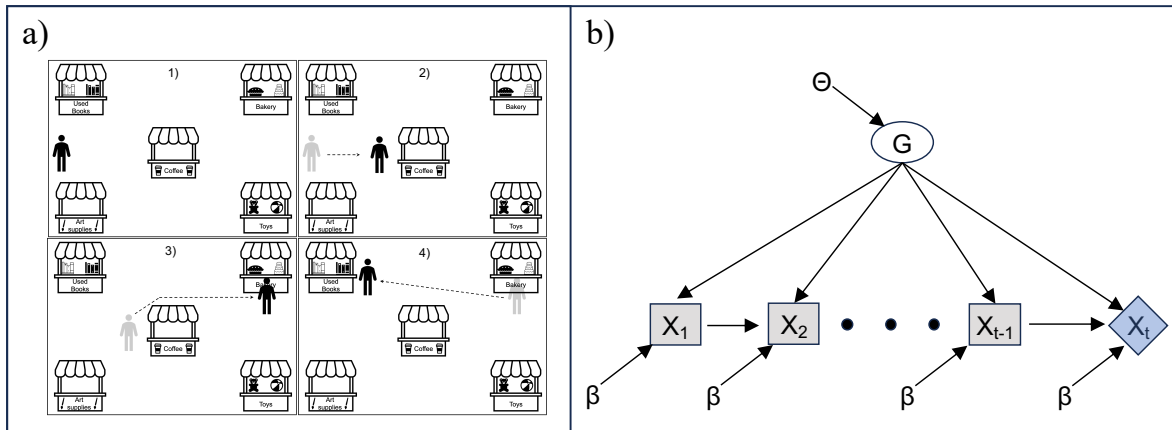 a)
1)
Used
Books
Bakery
Coffee
Art
supplies
Toys
2)
Used
Books
Bakery
Coffee
Art
supplies
Toys
3)
Used
Books
Bakery
Coffee
Art
supplies
Toys
4)
Used
Books
Bakery
Coffee
Art
supplies
Toys
b)
Θ
G
X1
X2
Xt-1
Xt
β
β
β
β